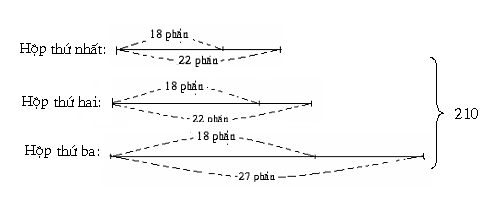 18 phần
Hộp thứ nhất:
22 phần
18 phần
Hộp thứ hai:
22 phần
210
18 phần
Hộp thứ ba:
27 phần